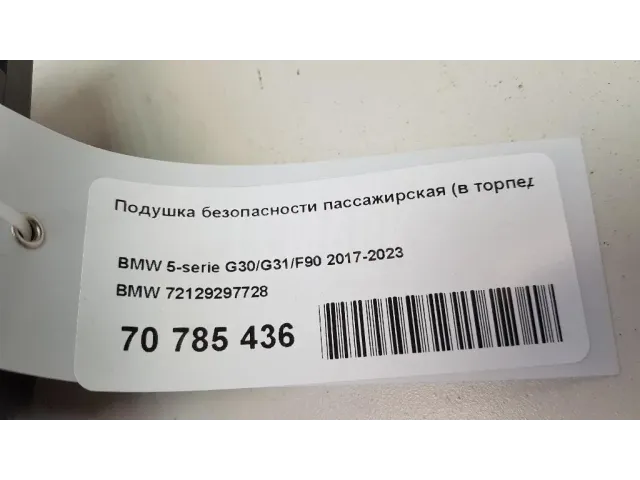 Подушка безопасности пассажирская (в торпед
BMW 5-serie G30/G31/F90 2017-2023
BMW 72129297728
70 785 436